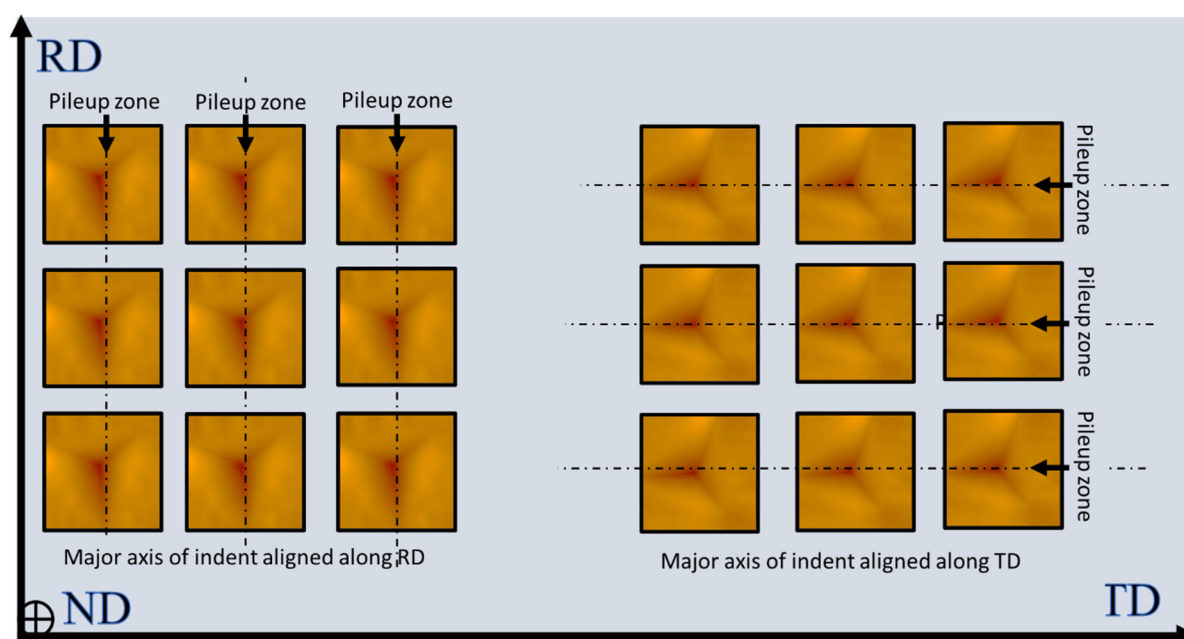 RD
Pileup zone
Pileup zone
Pileup zone
Pileup zone
Pileup zone
Pileup zone
Major axis of indent aligned along RD
Major axis of indent aligned along TD
ND
TD